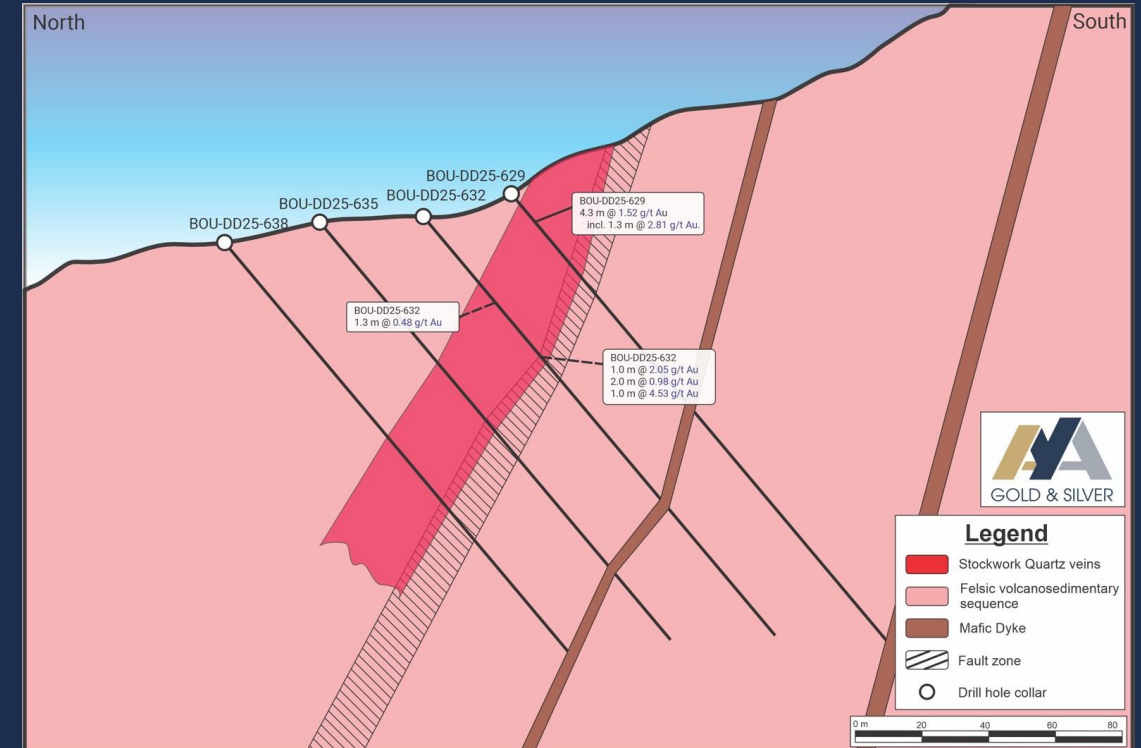 North
South
BOU-DD25-629
BOU-DD25-632
BOU-DD25-635
BOU-DD25-638
BOU-DD25-629
4.3 m @ 1.52 g/t Au
incl. 1.3 m @ 2.81 g/t Au.
BOU-DD25-632
1.3 m @ 0.48 g/t Au
BOU-DD25-632
1.0 m @ 2.05 g/t Au
2.0 m @ 0.98 g/t Au
1.0 m @ 4.53 g/t Au
AYA
GOLD & SILVER
Legend
Stockwork Quartz veins
Felsic volcanosedimentary
sequence
Mafic Dyke
Fault zone
Drill hole collar
0 m 20 40 60 80